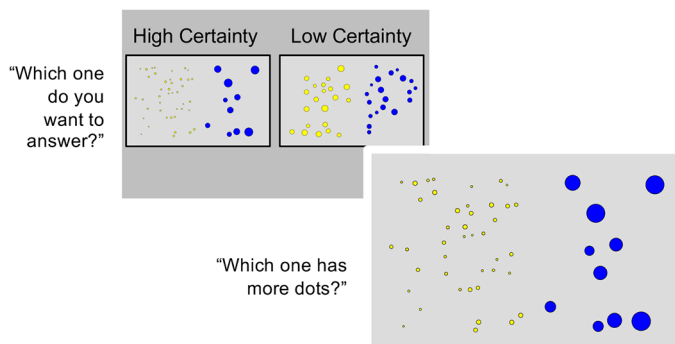 High Certainty
Low Certainty
“Which one
do you
want to
answer?”
“Which one has
more dots?”